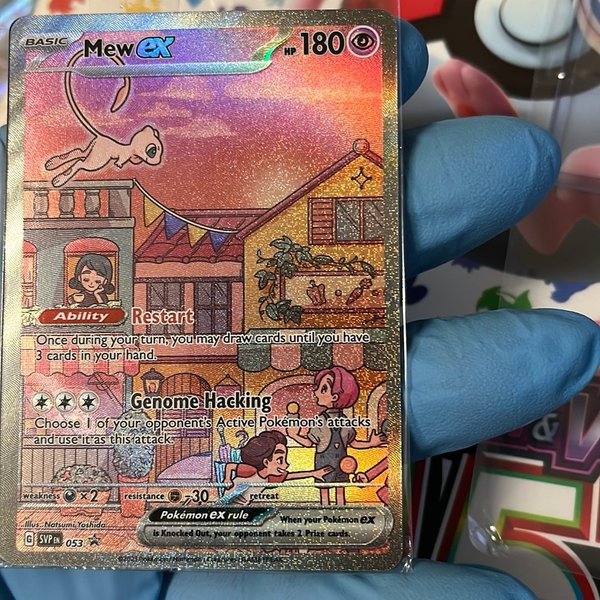 BASIC Mew ex HP 180
Ability Restart
Once during your turn, you may draw cards until you have
3 cards in your hand.
Genome Hacking
Choose 1 of your opponent's Active Pokémon's attacks
and use it as this attack.
weakness ×2 resistance -30 retreat
Illus. Natsumi Yoshida
Pokémon ex rule
When your Pokémon ex
is Knocked Out, your opponent takes 2 Prize cards.
G SVP EN 053
&